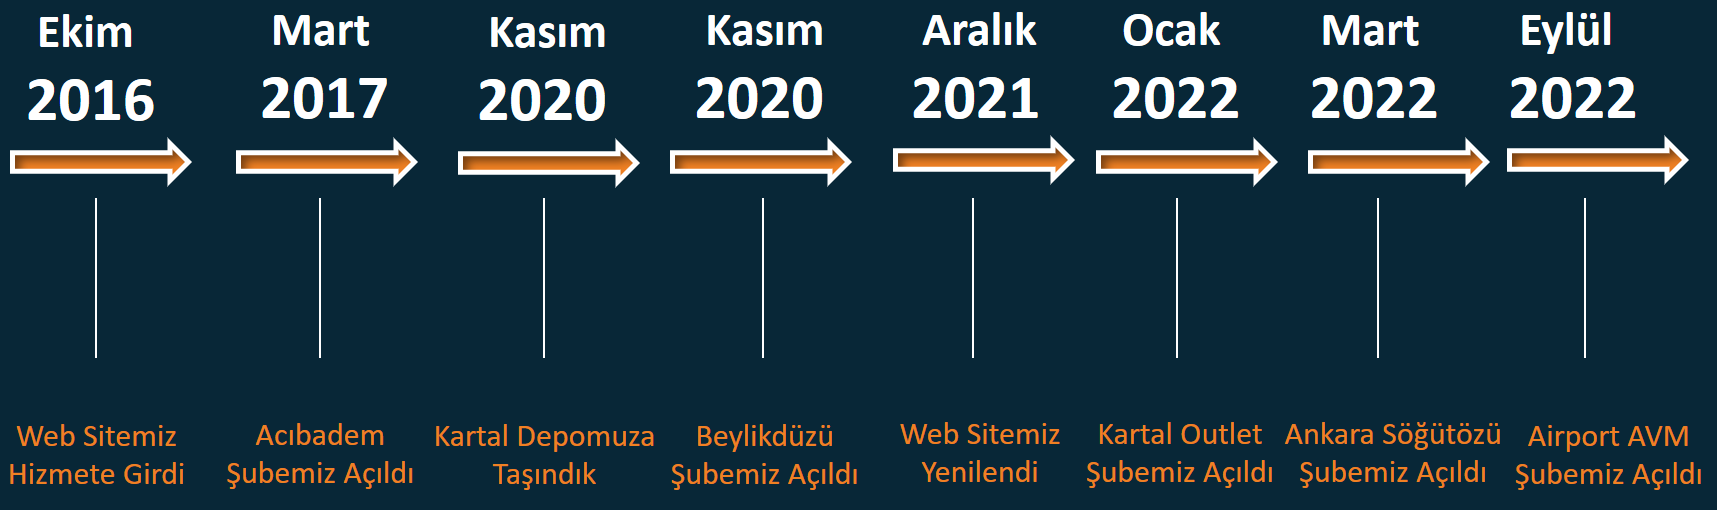 Ekim
2016
Web Sitemiz
Hizmete Girdi
Mart
2017
Acıbadem
Şubemiz Açıldı
Kasım
2020
Kartal Depomuza
Taşındık
Kasım
2020
Beylikdüzü
Şubemiz Açıldı
Aralık
2021
Web Sitemiz
Yenilendi
Ocak
2022
Kartal Outlet
Şubemiz Açıldı
Mart
2022
Ankara Söğütözü
Şubemiz Açıldı
Eylül
2022
Airport AVM
Şubemiz Açıldı